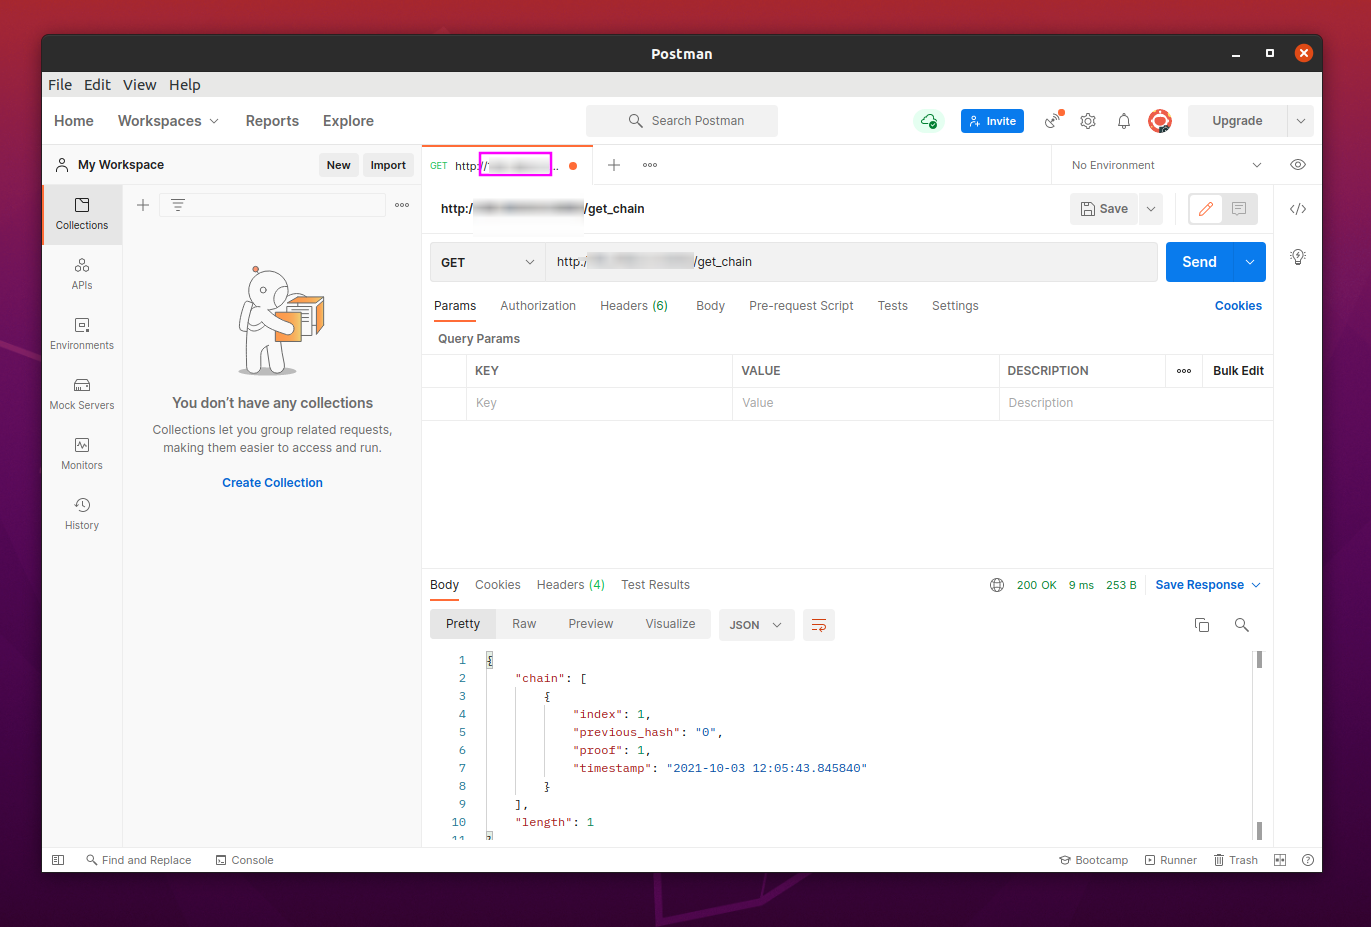 Postman
File Edit View Help
Home Workspaces Reports Explore Search Postman Invite Upgrade
My Workspace New Import GET http:/ .. No Environment
Collections
http:/ /get_chain Save
GET http:/ /get_chain Send
APIs
Params Authorization Headers (6) Body Pre-request Script Tests Settings Cookies
Environments
Query Params
KEY VALUE DESCRIPTION Bulk Edit
Key Value Description
Mock Servers
You don’t have any collections
Collections let you group related requests,
making them easier to access and run.
Create Collection
Monitors
History
Body Cookies Headers (4) Test Results 200 OK 9 ms 253 B Save Response
Pretty Raw Preview Visualize JSON
1 {
2 "chain": [
3 {
4 "index": 1,
5 "previous_hash": "0",
6 "proof": 1,
7 "timestamp": "2021-10-03 12:05:43.845840"
8 }
9 ],
10 "length": 1
11 }
Find and Replace Console Bootcamp Runner Trash